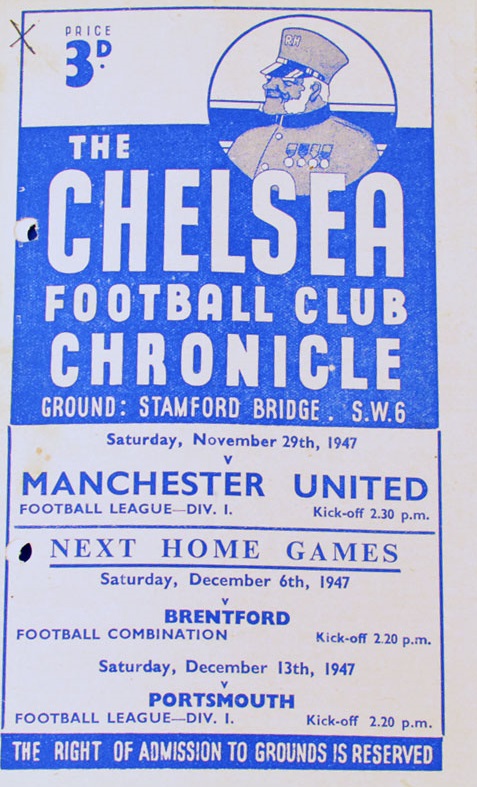 PRICE
3D.
RH
THE
CHELSEA
FOOTBALL CLUB
CHRONICLE
GROUND: STAMFORD BRIDGE. S.W.6
Saturday, November 29th, 1947
v
MANCHESTER UNITED
FOOTBALL LEAGUE—DIV. I. Kick-off 2.30 p.m.
NEXT HOME GAMES
Saturday, December 6th, 1947
v
BRENTFORD
FOOTBALL COMBINATION Kick-off 2.20 p.m.
Saturday, December 13th, 1947
v
PORTSMOUTH
FOOTBALL LEAGUE—DIV. I. Kick-off 2.20 p.m.
THE RIGHT OF ADMISSION TO GROUNDS IS RESERVED